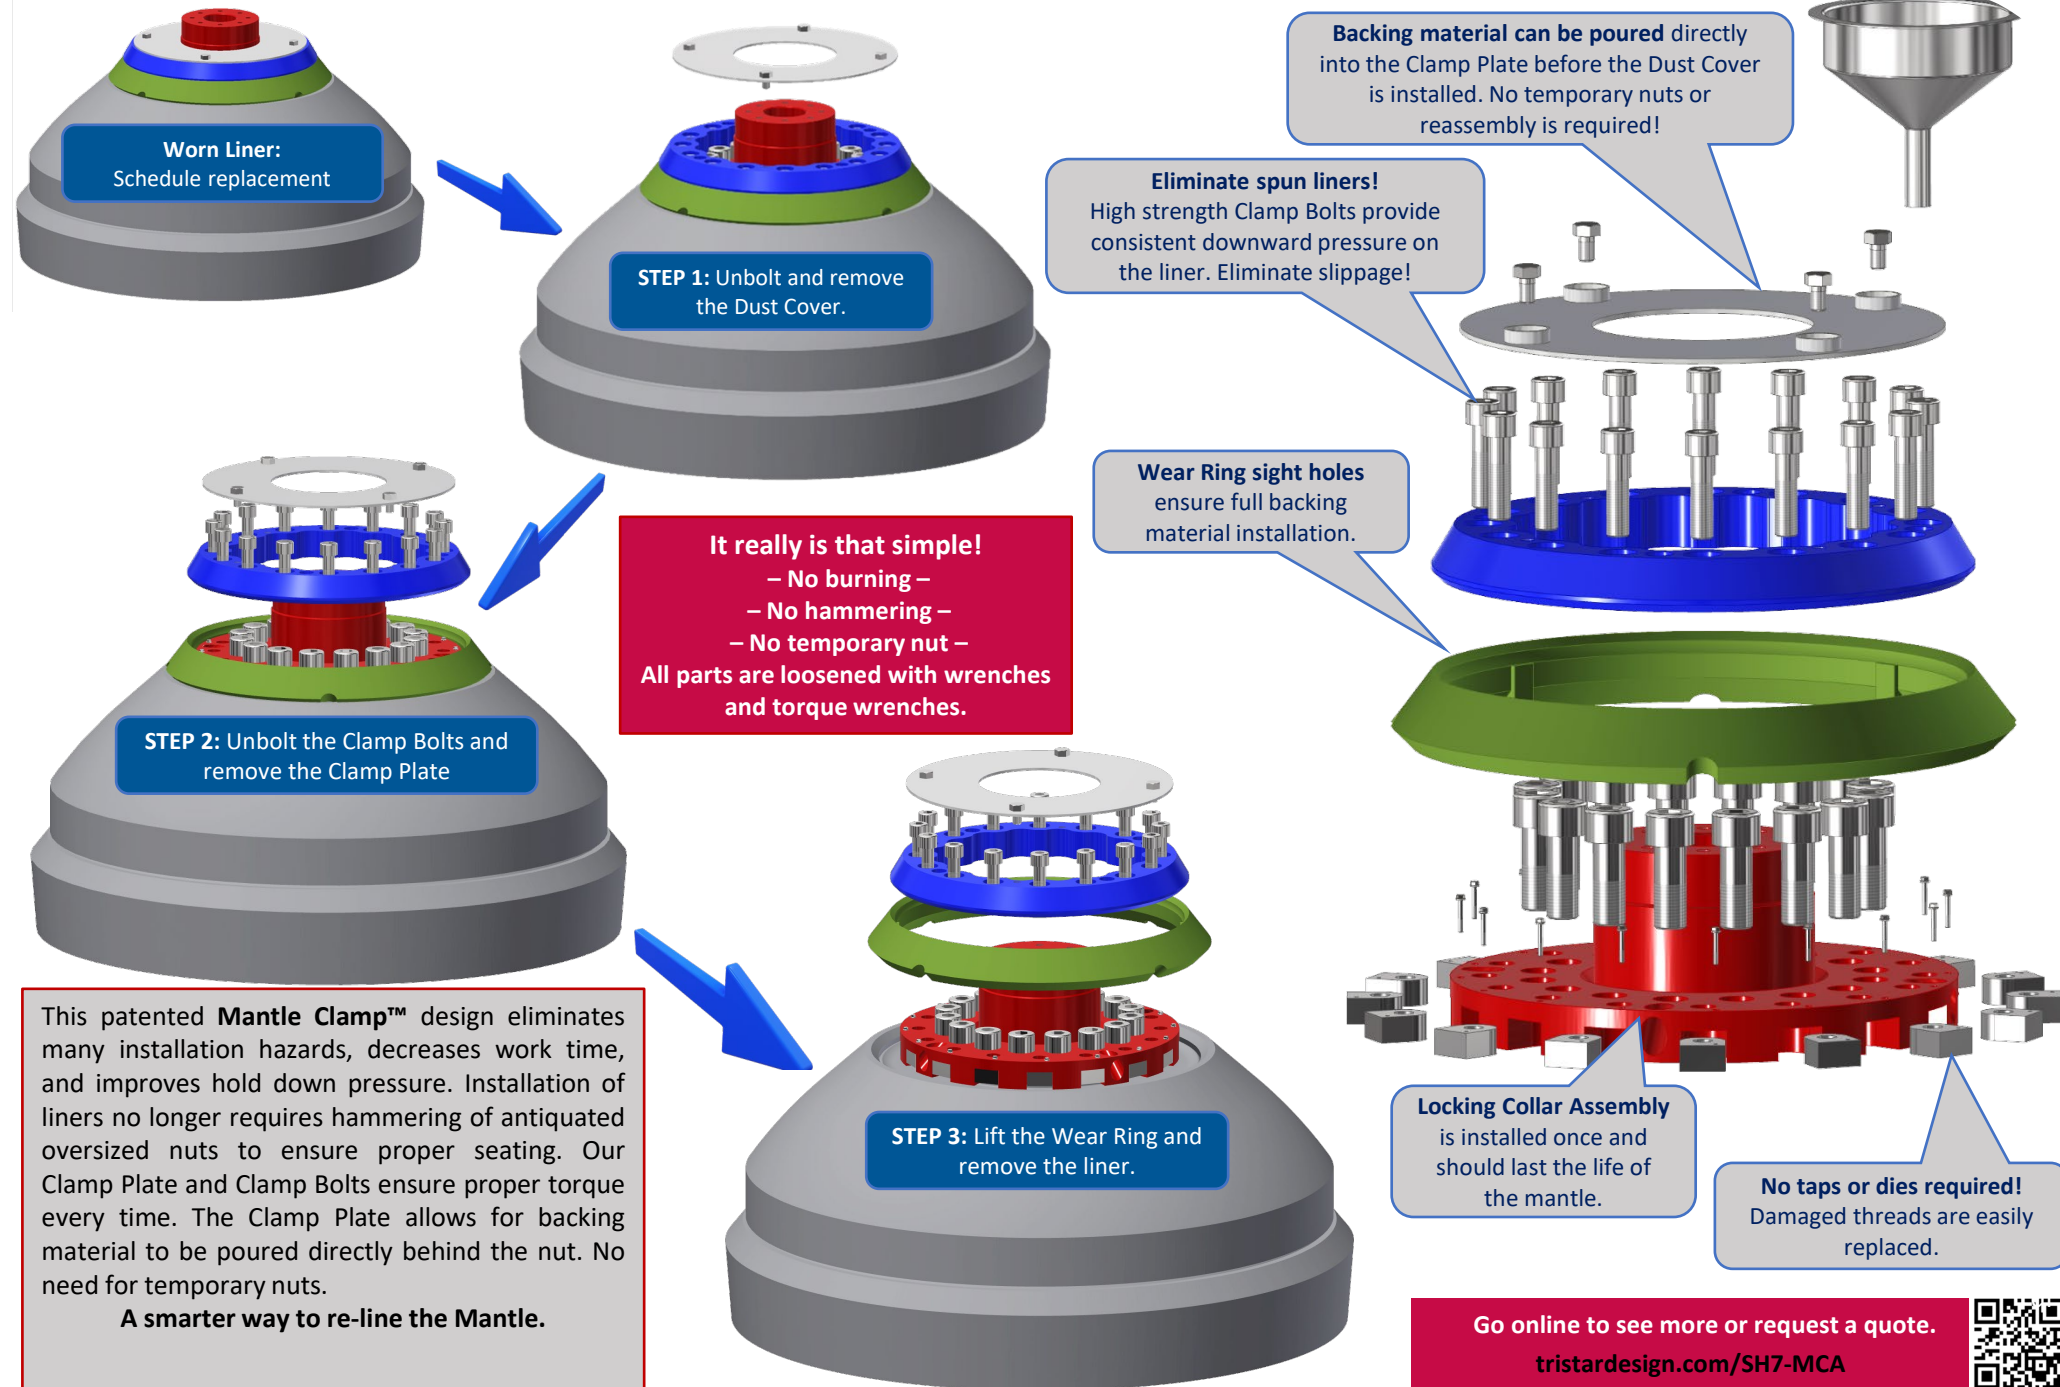 Worn Liner:
Schedule replacement
STEP 1: Unbolt and remove
the Dust Cover.
Backing material can be poured directly
into the Clamp Plate before the Dust Cover
is installed. No temporary nuts or
reassembly is required!
Eliminate spun liners!
High strength Clamp Bolts provide
consistent downward pressure on
the liner. Eliminate slippage!
Wear Ring sight holes
ensure full backing
material installation.
It really is that simple!
– No burning –
– No hammering –
– No temporary nut –
All parts are loosened with wrenches
and torque wrenches.
STEP 2: Unbolt the Clamp Bolts and
remove the Clamp Plate
STEP 3: Lift the Wear Ring and
remove the liner.
This patented Mantle Clamp™ design eliminates
many installation hazards, decreases work time,
and improves hold down pressure. Installation of
liners no longer requires hammering of antiquated
oversized nuts to ensure proper seating. Our
Clamp Plate and Clamp Bolts ensure proper torque
every time. The Clamp Plate allows for backing
material to be poured directly behind the nut. No
need for temporary nuts.
A smarter way to re-line the Mantle.
Locking Collar Assembly
is installed once and
should last the life of
the mantle.
No taps or dies required!
Damaged threads are easily
replaced.
Go online to see more or request a quote.
tristardesign.com/SH7-MCA